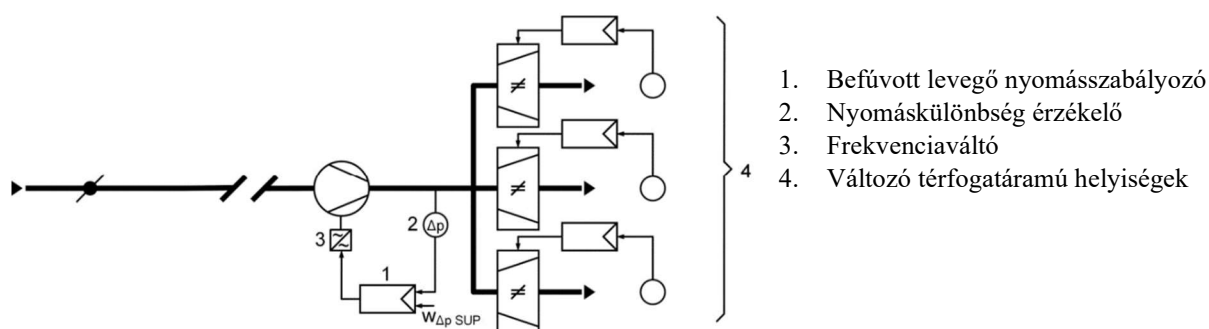 4
1. Befúvott levegő nyomásszabályozó
2. Nyomáskülönbség érzékelő
3. Frekvenciaváltó
4. Változó térfogatáramú helyiségek
2 Δp
3
1
wΔp SUP
≠
≠
≠